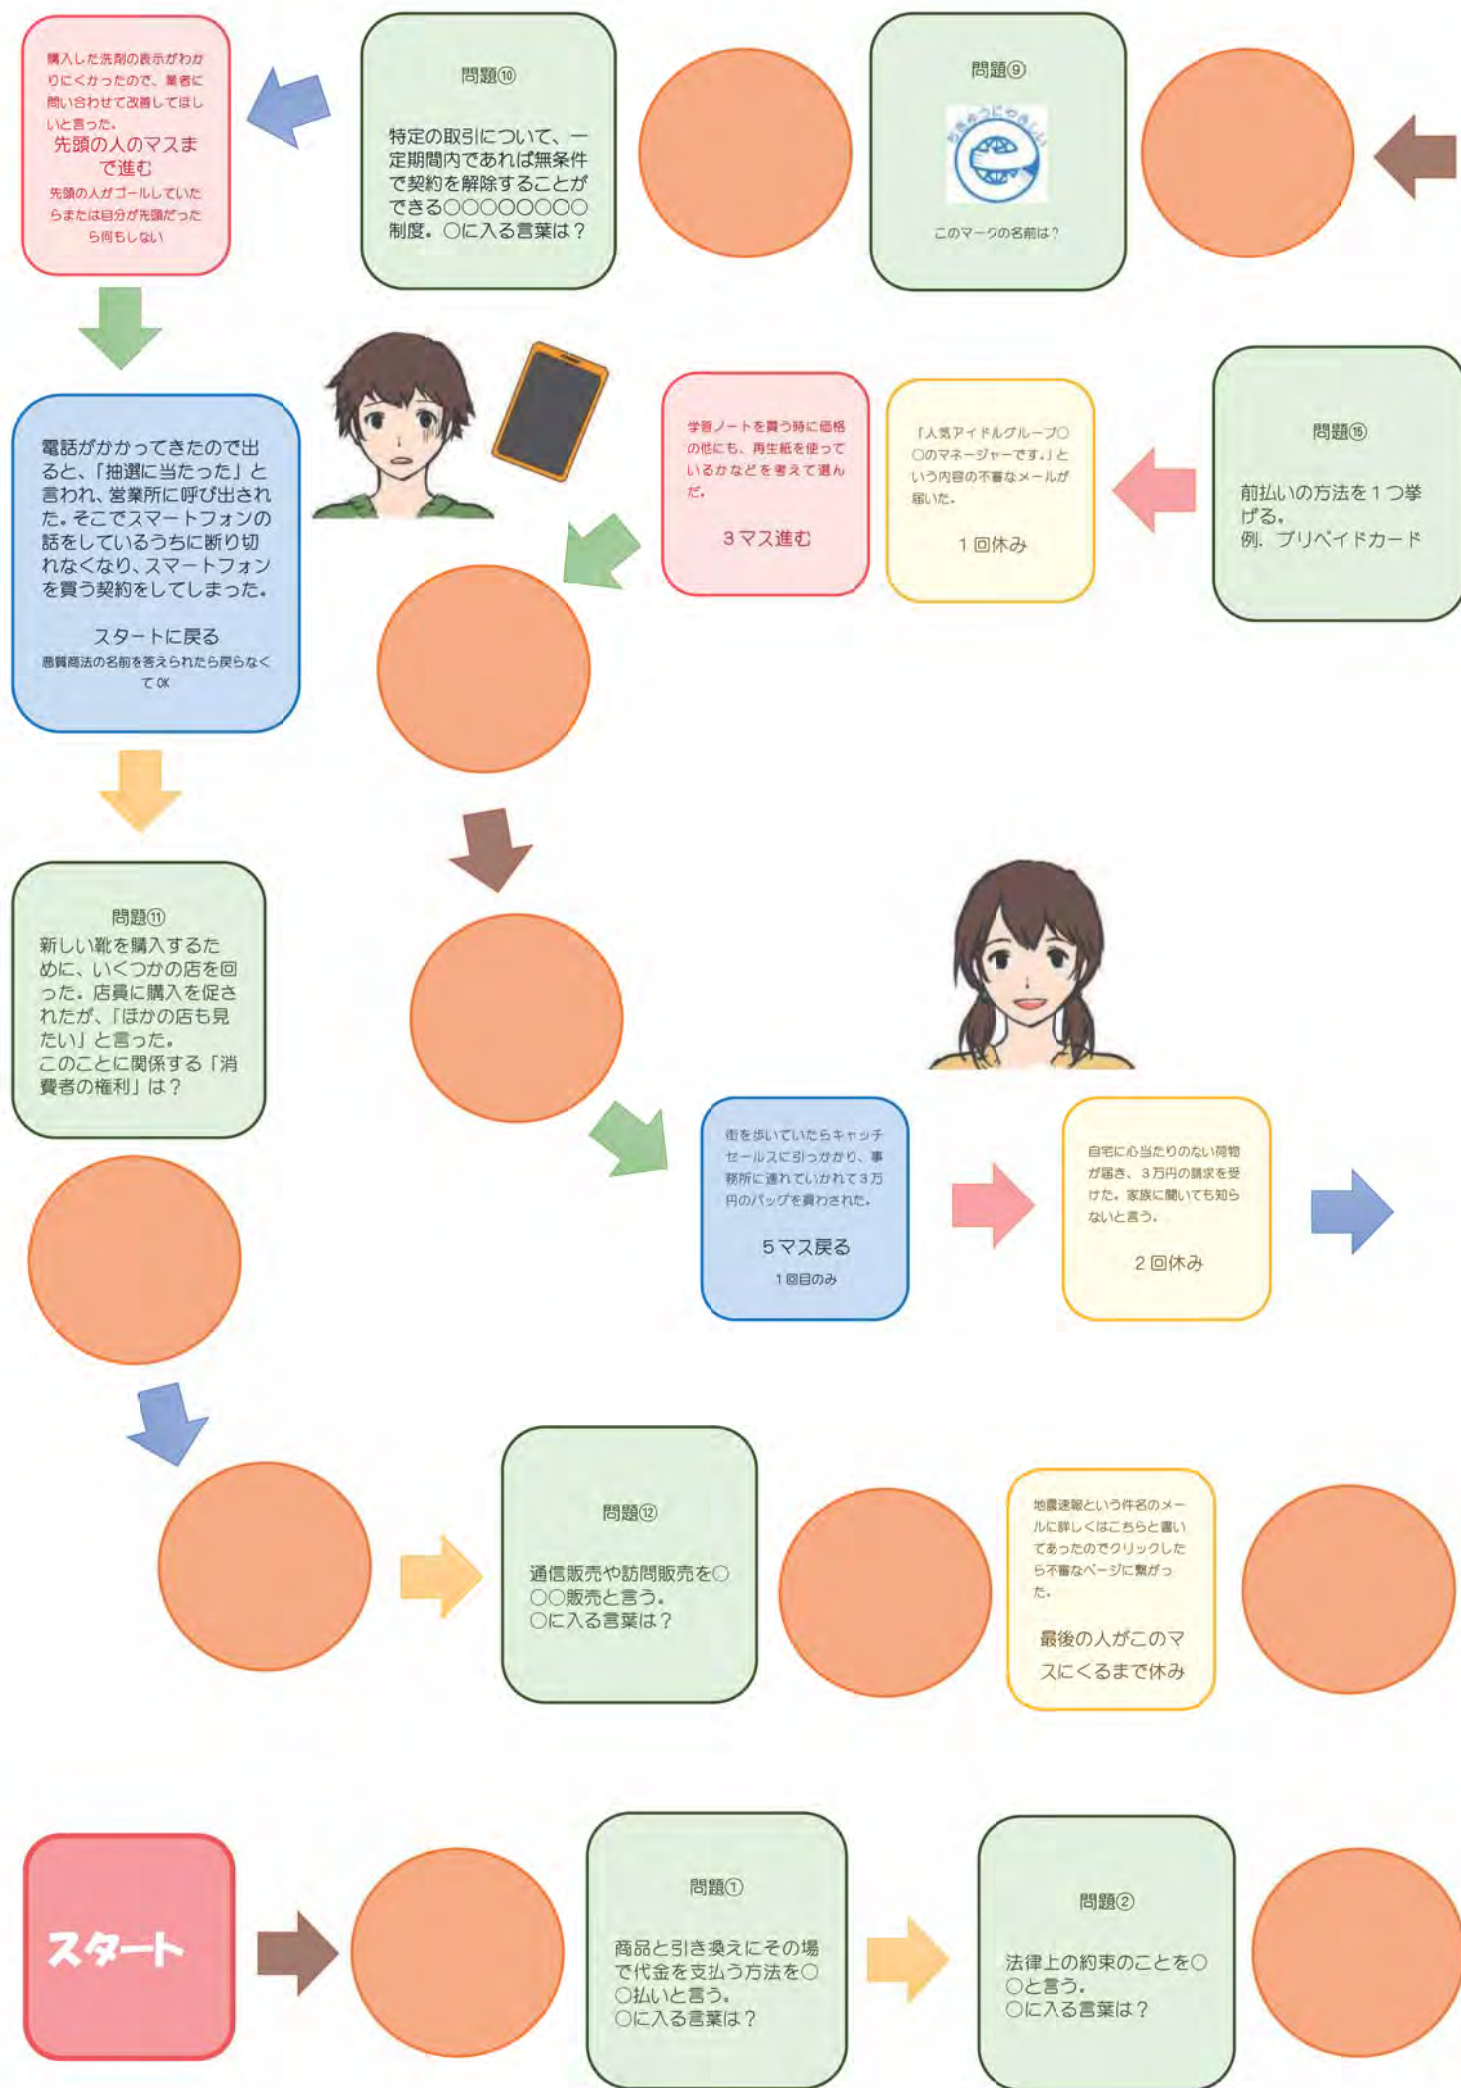 購入した洗剤の表示がわか
りにくかったので、業者に
問い合わせて改善してほし
いと言った。
先頭の人のマスま
で進む
先頭の人がゴールしていた
らまたは自分が先頭だった
ら何もしない
問題⑩
特定の取引について、一
定期間内であれば無条件
で契約を解除することが
できる○○○○○○○○
制度。○に入る言葉は？
問題⑨
ちきゅうにやさしい
このマークの名前は？
電話がかかってきたので出
ると、「抽選に当たった」と
言われ、営業所に呼び出され
た。そこでスマートフォンの
話をしているうちに断り切
れなくなり、スマートフォン
を買う契約をしてしまった。
スタートに戻る
悪質商法の名前を答えられたら戻らなく
てOK
学習ノートを買う時に価格
の他にも、再生紙を使って
いるかなどを考えて選ん
だ。
3マス進む
「人気アイドルグループ○
○のマネージャーです。」と
いう内容の不審なメールが
届いた。
1回休み
問題⑮
前払いの方法を1つ挙
げる。
例．プリペイドカード
問題⑪
新しい靴を購入するた
めに、いくつかの店を回
った。店員に購入を促さ
れたが、「ほかの店も見
たい」と言った。
このことに関係する「消
費者の権利」は？
街を歩いていたらキャッチ
セールスに引っかかり、事
務所に連れていかれて3万
円のバッグを買わされた。
5マス戻る
1回目のみ
自宅に心当たりのない荷物
が届き、3万円の請求を受
けた。家族に聞いても知ら
ないと言う。
2回休み
問題⑫
通信販売や訪問販売を○
○○販売と言う。
○に入る言葉は？
地震速報という件名のメー
ルに詳しくはこちらと書い
てあったのでクリックした
ら不審なページに繋がっ
た。
最後の人がこのマ
スにくるまで休み
スタート
問題①
商品と引き換えにその場
で代金を支払う方法を○
○払いと言う。
○に入る言葉は？
問題②
法律上の約束のことを○
○と言う。
○に入る言葉は？